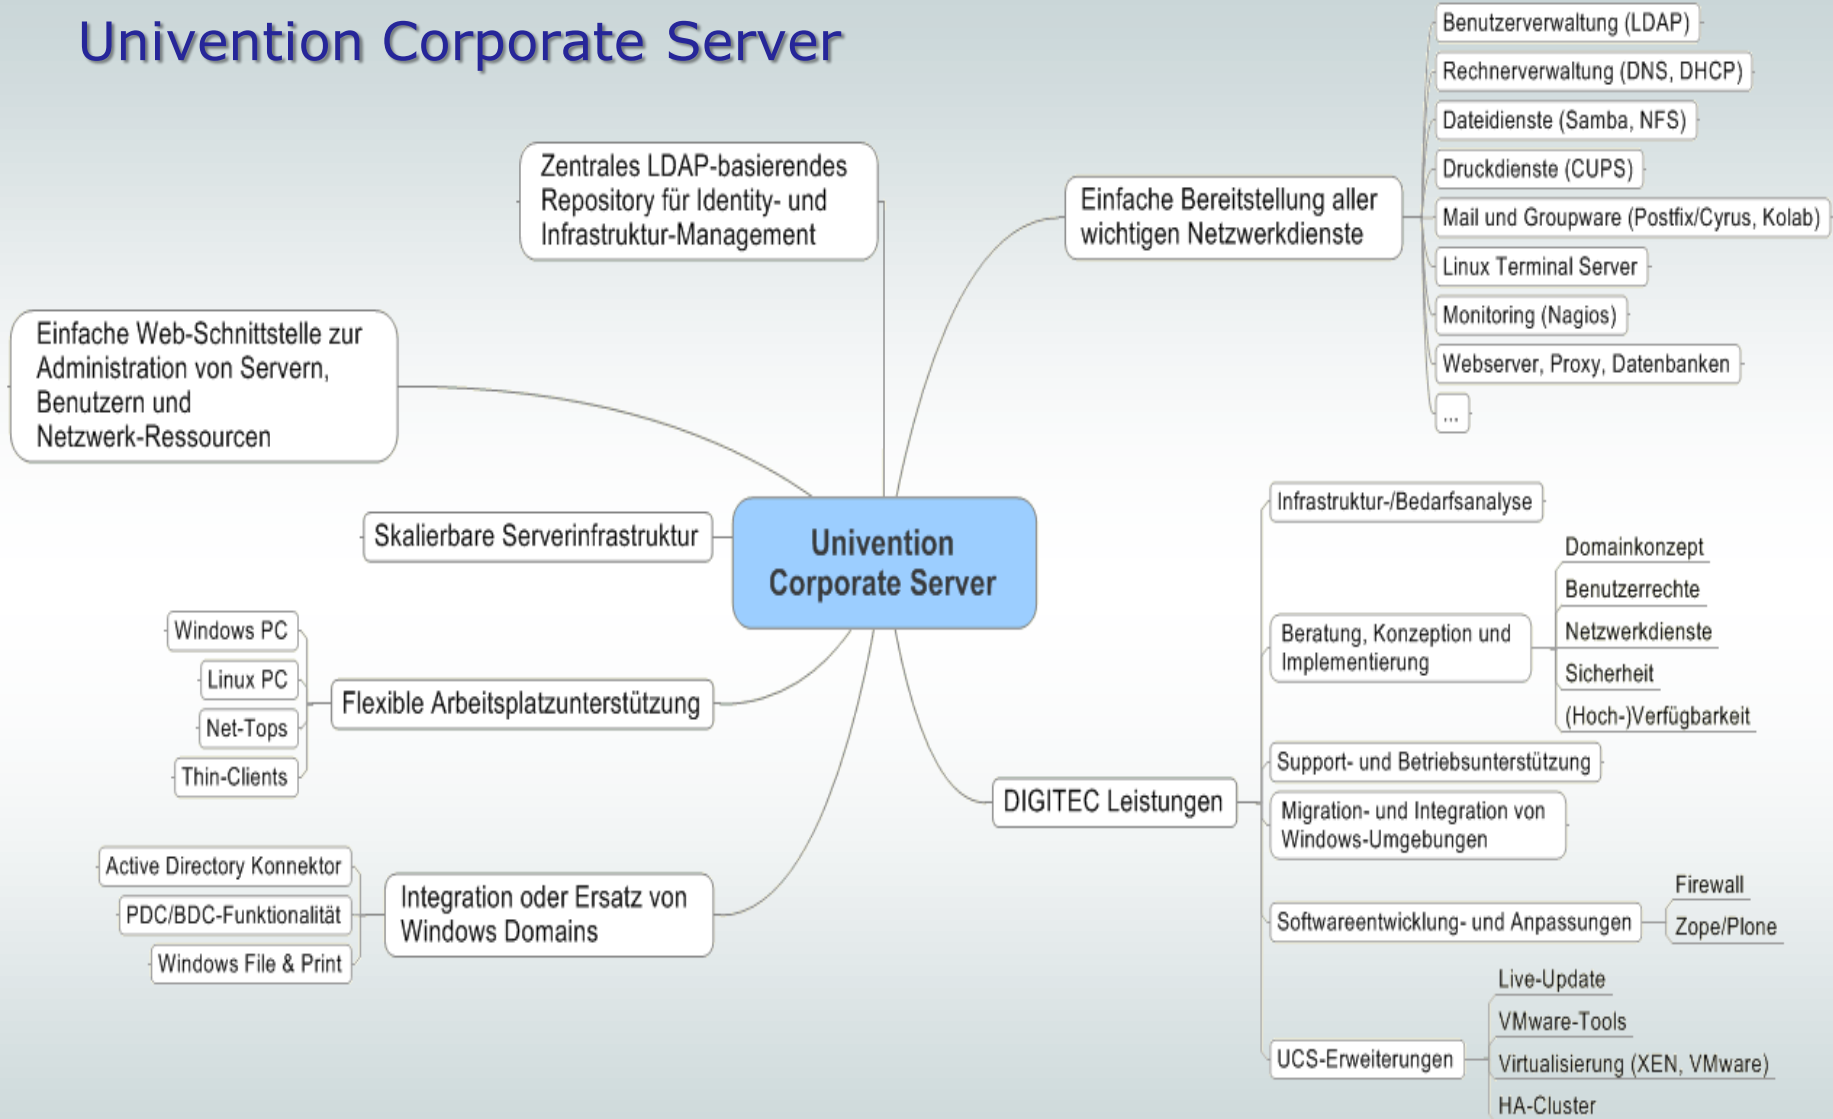 Univention Corporate Server
Zentrales LDAP-basierendes
Repository für Identity- und
Infrastruktur-Management
Einfache Web-Schnittstelle zur
Administration von Servern,
Benutzern und
Netzwerk-Ressourcen
Skalierbare Serverinfrastruktur
Windows PC
Linux PC
Net-Tops
Thin-Clients
Flexible Arbeitsplatzunterstützung
Active Directory Konnektor
PDC/BDC-Funktionalität
Windows File & Print
Integration oder Ersatz von
Windows Domains
Univention
Corporate Server
Einfache Bereitstellung aller
wichtigen Netzwerkdienste
Benutzerverwaltung (LDAP)
Rechnerverwaltung (DNS, DHCP)
Dateidienste (Samba, NFS)
Druckdienste (CUPS)
Mail und Groupware (Postfix/Cyrus, Kolab)
Linux Terminal Server
Monitoring (Nagios)
Webserver, Proxy, Datenbanken
...
DIGITEC Leistungen
Infrastruktur-/Bedarfsanalyse
Beratung, Konzeption und
Implementierung
Domainkonzept
Benutzerrechte
Netzwerkdienste
Sicherheit
(Hoch-)Verfügbarkeit
Support- und Betriebsunterstützung
Migration- und Integration von
Windows-Umgebungen
Softwareentwicklung- und Anpassungen
Firewall
Zope/Plone
UCS-Erweiterungen
Live-Update
VMware-Tools
Virtualisierung (XEN, VMware)
HA-Cluster